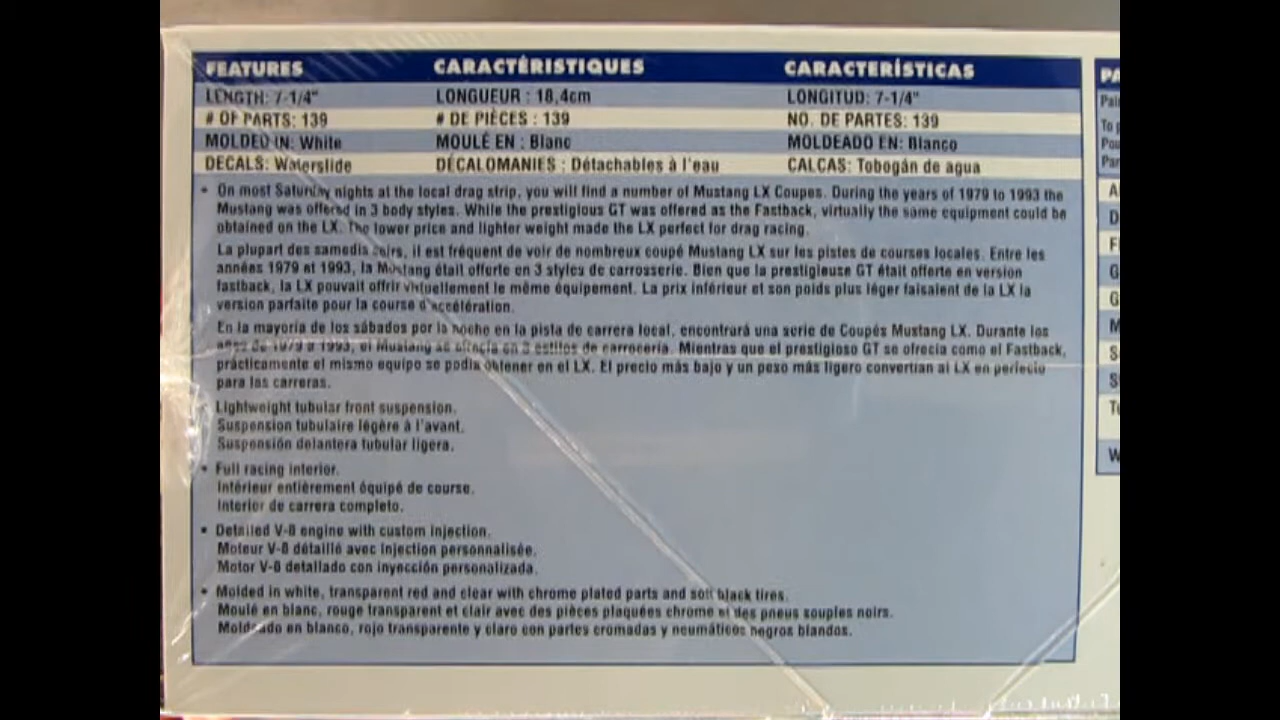 FEATURES CARACTÉRISTIQUES CARACTERÍSTICAS
LENGTH: 7-1/4" LONGUEUR : 18,4cm LONGITUD: 7-1/4"
# OF PARTS: 139 # DE PIÈCES : 139 NO. DE PARTES: 139
MOLDED IN: White MOULÉ EN : Blanc MOLDEADO EN: Blanco
DECALS: Waterslide DÉCALOMANIES : Détachables à l'eau CALCAS: Tobogán de agua
• On most Saturday nights at the local drag strip, you will find a number of Mustang LX Coupes. During the years of 1979 to 1993 the
Mustang was offered in 3 body styles. While the prestigious GT was offered as the Fastback, virtually the same equipment could be
obtained on the LX. The lower price and lighter weight made the LX perfect for drag racing.
La plupart des samedis soirs, il est fréquent de voir de nombreux coupé Mustang LX sur les pistes de courses locales. Entre les
années 1979 et 1993, la Mustang était offerte en 3 styles de carrosserie. Bien que la prestigieuse GT était offerte en version
fastback, la LX pouvait offrir virtuellement le même équipement. La prix inférieur et son poids plus léger faisaient de la LX la
version parfaite pour la course d'accélération.
En la mayoría de los sábados por la noche en la pista de carrera local, encontrará una serie de Coupés Mustang LX. Durante los
años de 1979 a 1993, el Mustang se ofrecía en 3 estilos de carrocería. Mientras que el prestigioso GT se ofrecía como el Fastback,
prácticamente el mismo equipo se podía obtener en el LX. El precio más bajo y un peso más ligero convertían al LX en perfecto
para las carreras.
Lightweight tubular front suspension.
Suspension tubulaire légère à l'avant.
Suspensión delantera tubular ligera.
• Full racing interior.
Intérieur entièrement équipé de course.
Interior de carrera completo.
• Detailed V-8 engine with custom injection.
Moteur V-8 détaillé avec injection personnalisée.
Motor V-8 detallado con inyección personalizada.
• Molded in white, transparent red and clear with chrome plated parts and soft black tires.
Moulé en blanc, rouge transparent et clair avec des pièces plaquées chrome et des pneus souples noirs.
Moldeado en blanco, rojo transparente y claro con partes cromadas y neumáticos negros blandos.